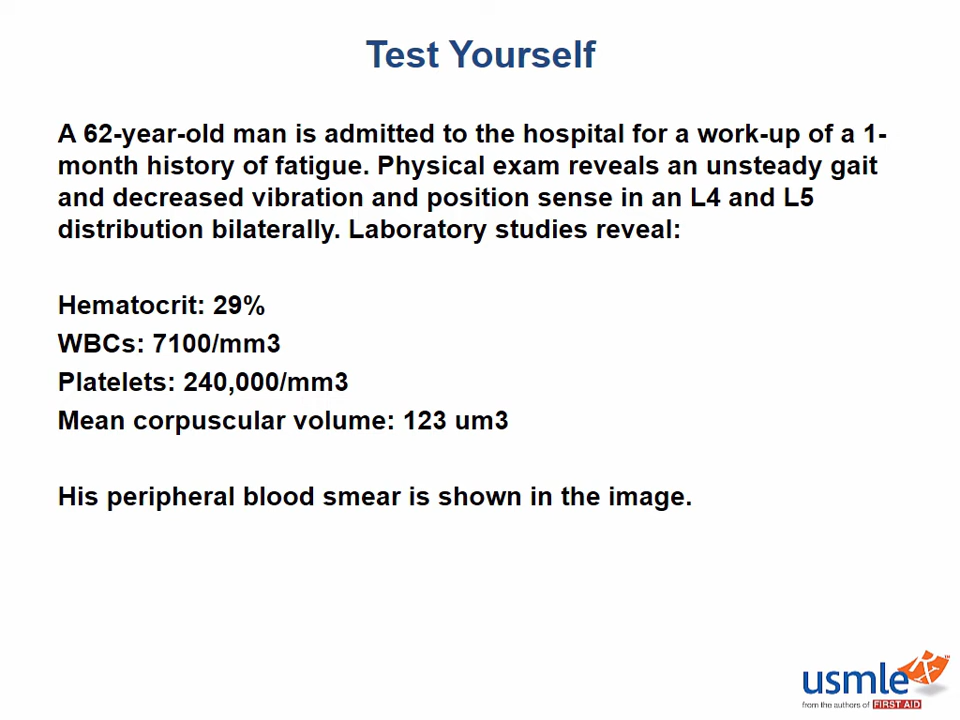 Test Yourself
A 62-year-old man is admitted to the hospital for a work-up of a 1-
month history of fatigue. Physical exam reveals an unsteady gait
and decreased vibration and position sense in an L4 and L5
distribution bilaterally. Laboratory studies reveal:
Hematocrit: 29%
WBCs: 7100/mm3
Platelets: 240,000/mm3
Mean corpuscular volume: 123 um3
His peripheral blood smear is shown in the image.
usmle Rx™
from the authors of FIRST AID